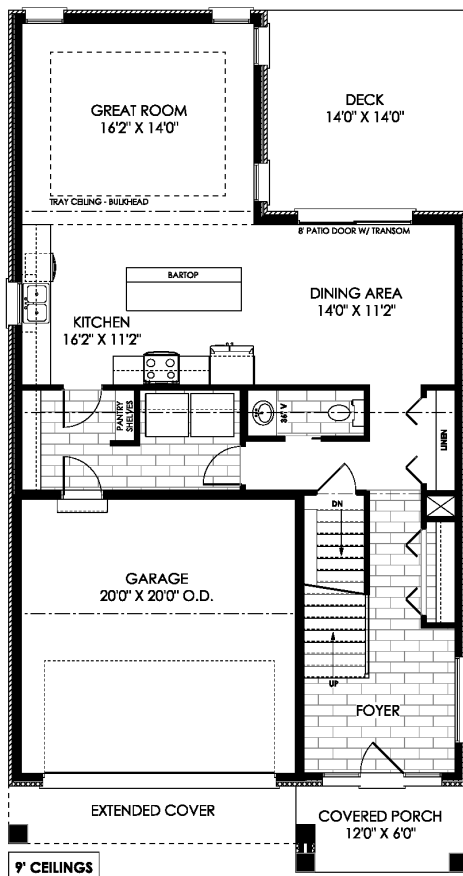 GREAT ROOM
16'2" X 14'0"
DECK
14'0" X 14'0"
TRAY CEILING - BULKHEAD
8' PATIO DOOR W/ TRANSOM
BARTOP
DINING AREA
14'0" X 11'2"
KITCHEN
16'2" X 11'2"
PANTRY
SHELVES
36" V
LINEN
DN
GARAGE
20'0" X 20'0" O.D.
UP
FOYER
EXTENDED COVER
COVERED PORCH
12'0" X 6'0"
9' CEILINGS